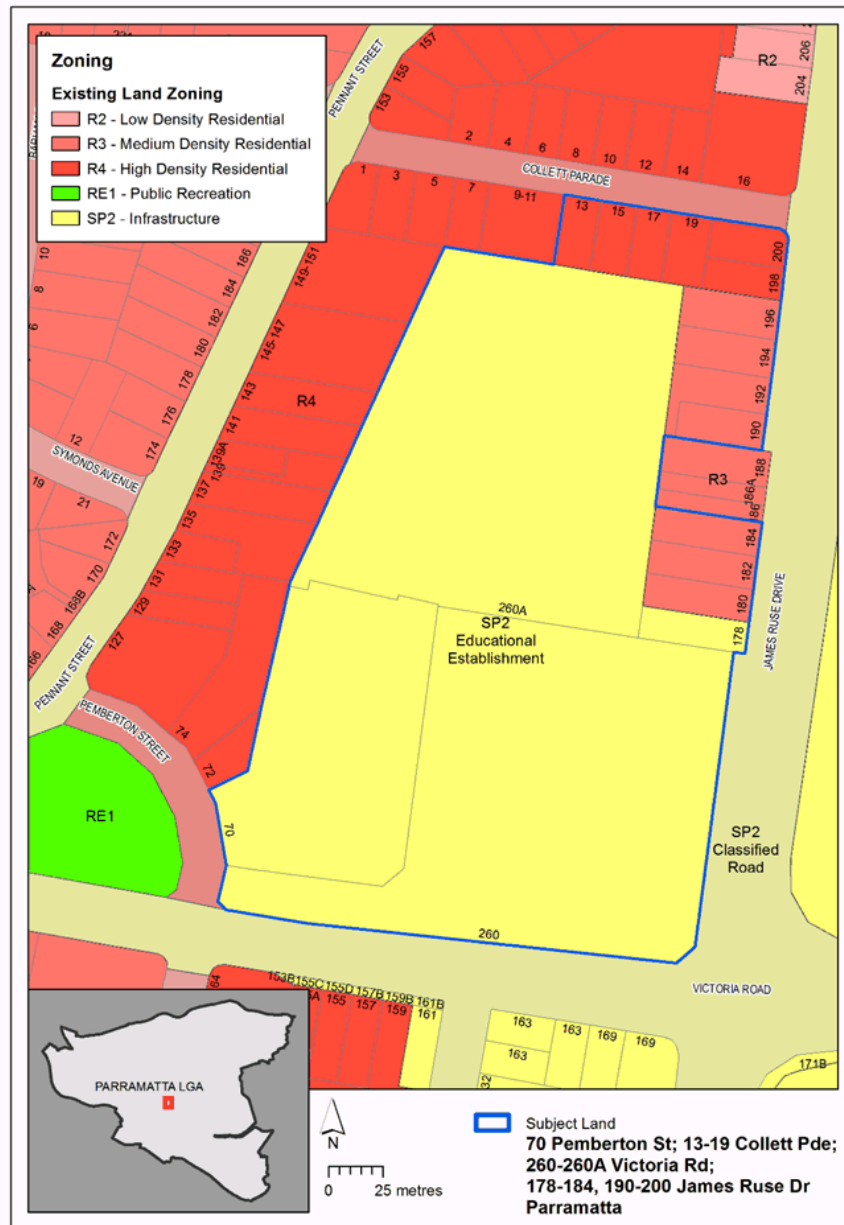 Zoning
Existing Land Zoning
R2 - Low Density Residential
R3 - Medium Density Residential
R4 - High Density Residential
RE1 - Public Recreation
SP2 - Infrastructure
PENNANT STREET
157
155
153
R2
206
204
2
4
6
8
10
12
14
16
COLLETT PARADE
1
3
5
7
9-11
13
15
17
19
200
198
196
194
192
190
188
186A
186
184
182
180
178
R3
JAMES RUSE DRIVE
149-151
145-147
143
141
139A
139
137
135
133
131
129
127
R4
186
184
182
180
178
176
174
10
8
6
12
SYMONDS AVENUE
19
21
172
170
168B
168
166
PENNANT STREET
PEMBERTON STREET
74
72
70
RE1
260A
SP2
Educational
Establishment
SP2
Classified
Road
260
VICTORIA ROAD
153B
155C
155D
157B
159B
161B
155
157
159
161
163
163
169
169
163
171B
PARRAMATTA LGA
N
0 25 metres
Subject Land
70 Pemberton St; 13-19 Collett Pde;
260-260A Victoria Rd;
178-184, 190-200 James Ruse Dr
Parramatta